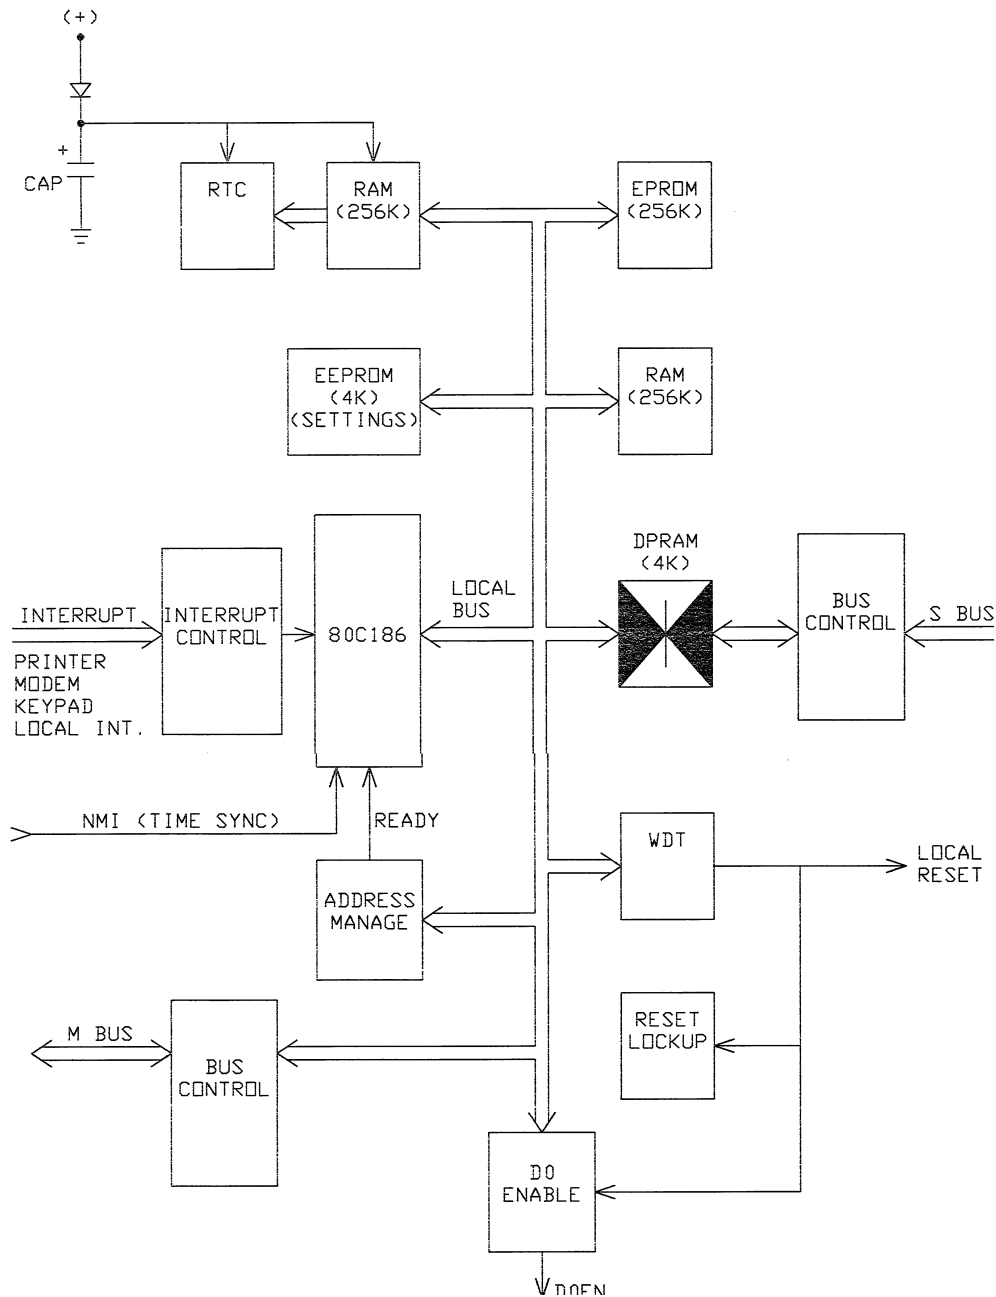 (+)
+
CAP
RTC
RAM
(256K)
EPROM
(256K)
EEPROM
(4K)
(SETTINGS)
RAM
(256K)
DPRAM
(4K)
INTERRUPT
PRINTER
MODEM
KEYPAD
LOCAL INT.
INTERRUPT
CONTROL
80C186
LOCAL
BUS
BUS
CONTROL
S BUS
NMI (TIME SYNC)
READY
WDT
LOCAL
RESET
ADDRESS
MANAGE
M BUS
BUS
CONTROL
RESET
LOCKUP
DO
ENABLE
DOEN